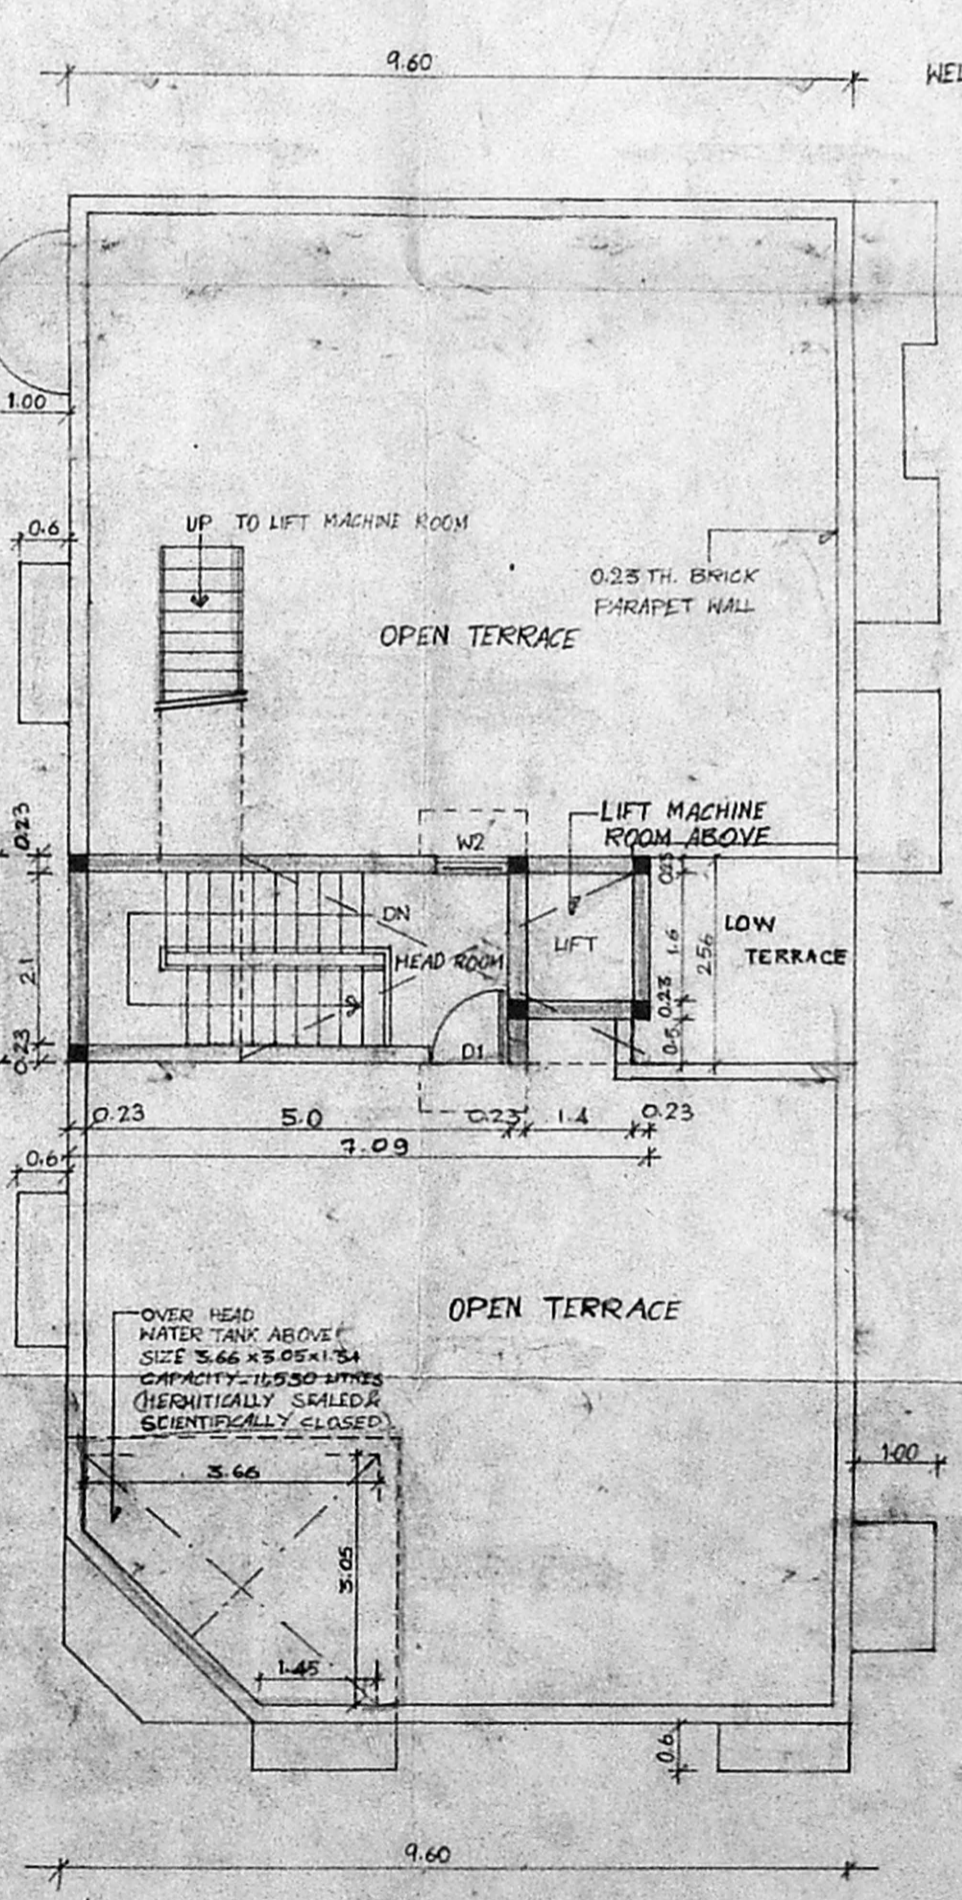 9.60
WEL
1.00
0.6
UP TO LIFT MACHINE ROOM
0.23 TH. BRICK
PARAPET WALL
OPEN TERRACE
0.23
LIFT MACHINE
ROOM ABOVE
W2
0.23
DN
LOW
TERRACE
LIFT
1.6
2.56
HEAD ROOM
2.1
0.23
0.5
0.23
D1
0.23
5.0
0.23
1.4
0.23
7.09
0.6
OPEN TERRACE
OVER HEAD
WATER TANK ABOVE
SIZE 3.66 x 3.05 x 1.34
CAPACITY - LITRES
(HERMITICALLY SEALED &
SCIENTIFICALLY CLOSED)
3.66
1.00
3.05
1.45
0.6
9.60